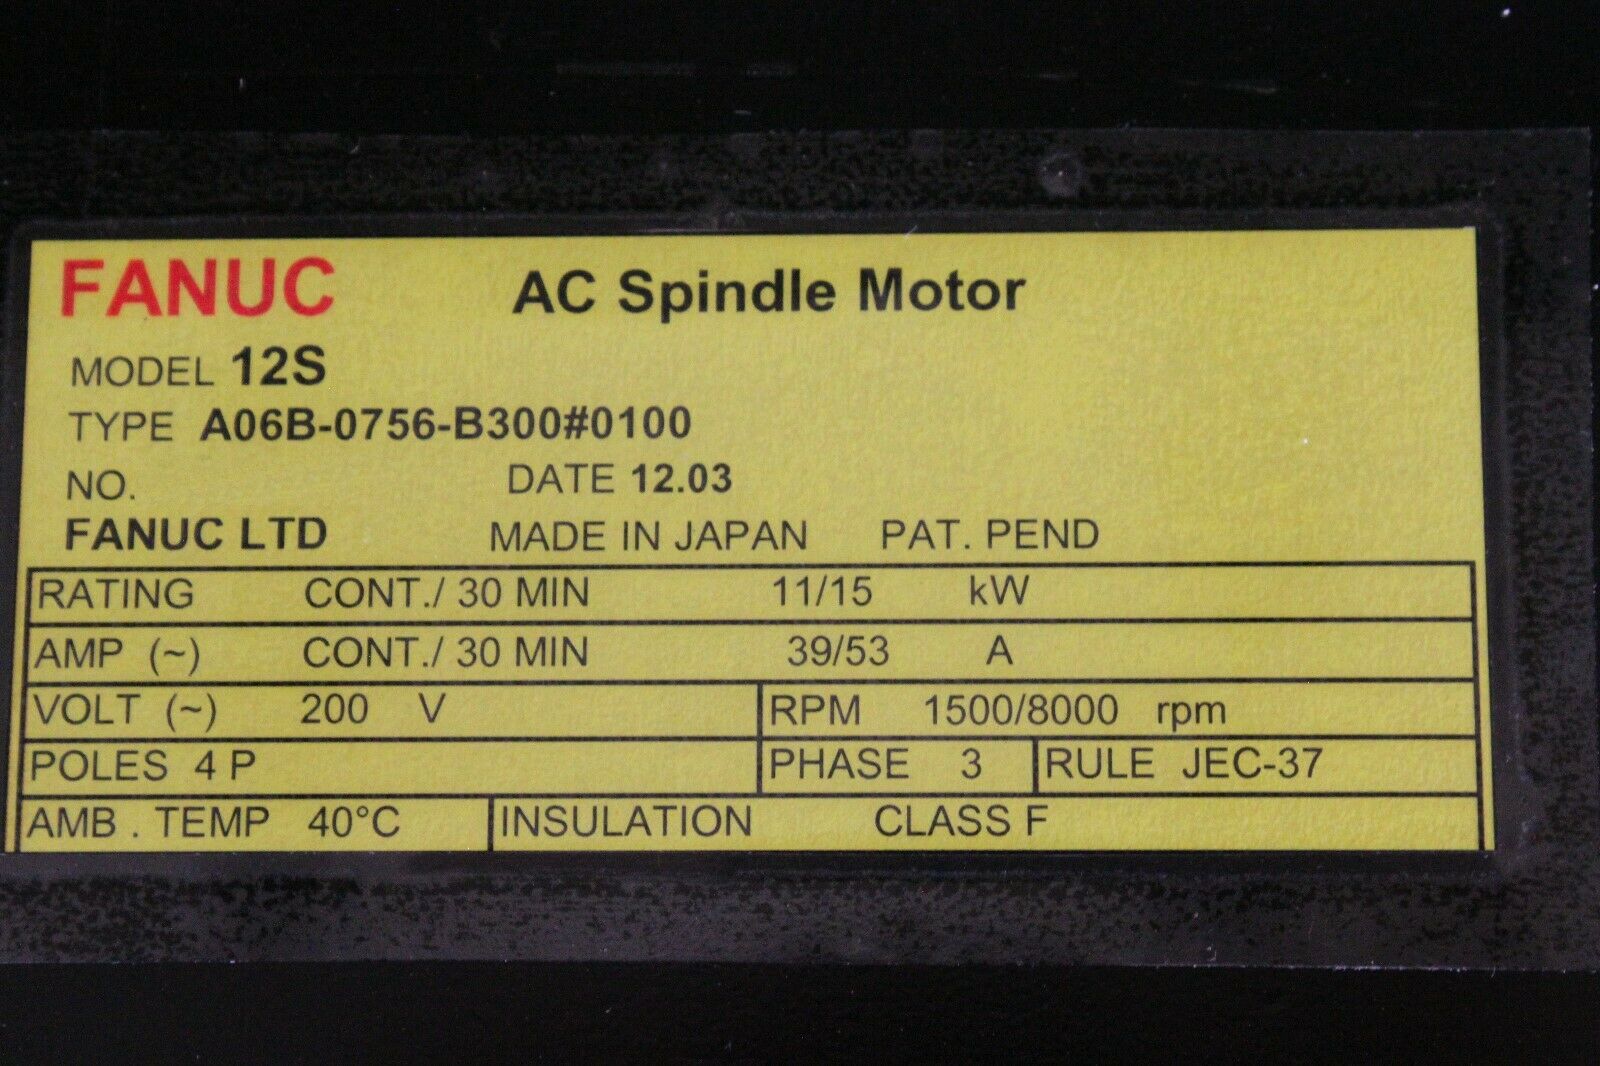 FANUC AC Spindle Motor
MODEL 12S
TYPE A06B-0756-B300#0100
NO. DATE 12.03
FANUC LTD MADE IN JAPAN PAT. PEND
RATING CONT./ 30 MIN 11/15 kW
AMP (~) CONT./ 30 MIN 39/53 A
VOLT (~) 200 V RPM 1500/8000 rpm
POLES 4 P PHASE 3 RULE JEC-37
AMB . TEMP 40°C INSULATION CLASS F